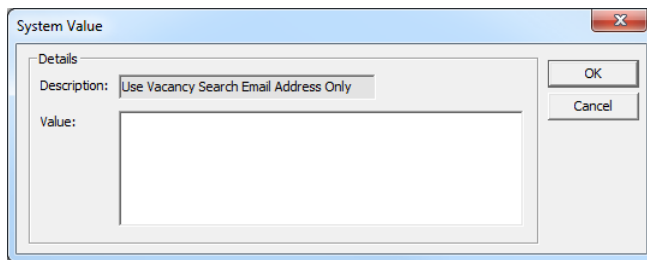 System Value
Details
Description: Use Vacancy Search Email Address Only
Value:
OK
Cancel